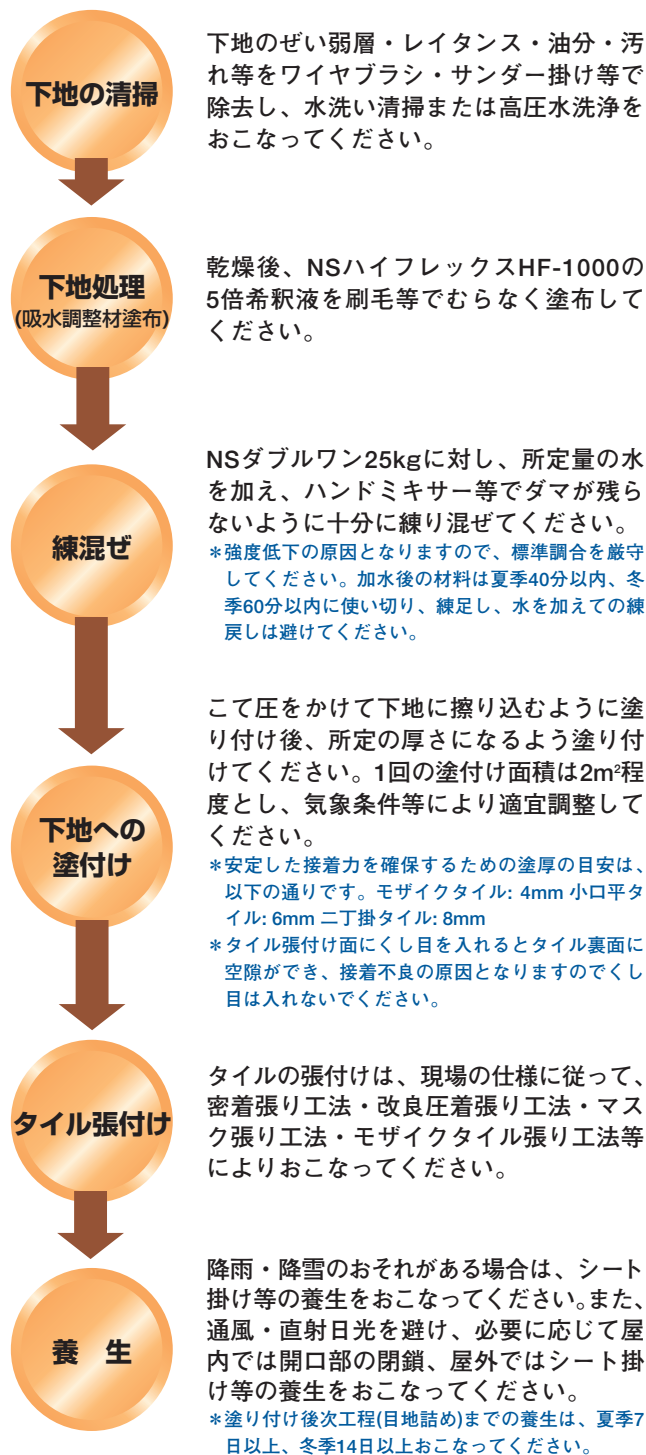 下地の清掃
下地のぜい弱層・レイタンス・油分・汚
れ等をワイヤブラシ・サンダー掛け等で
除去し、水洗い清掃または高圧水洗浄を
おこなってください。
下地処理
(吸水調整材塗布)
乾燥後、NSハイフレックスHF-1000の
5倍希釈液を刷毛等でむらなく塗布して
ください。
練混ぜ
NSダブルワン25kgに対し、所定量の水
を加え、ハンドミキサー等でダマが残ら
ないように十分に練り混ぜてください。
*強度低下の原因となりますので、標準調合を厳守
してください。加水後の材料は夏季40分以内、冬
季60分以内に使い切り、練足し、水を加えての練
戻しは避けてください。
下地への
塗付け
こて圧をかけて下地に擦り込むように塗
り付け後、所定の厚さになるよう塗り付
けてください。1回の塗付け面積は2m²程
度とし、気象条件等により適宜調整して
ください。
*安定した接着力を確保するための塗厚の目安は、
以下の通りです。モザイクタイル: 4mm 小口平タ
イル: 6mm 二丁掛タイル: 8mm
*タイル張付け面にくし目を入れるとタイル裏面に
空隙ができ、接着不良の原因となりますのでくし
目は入れないでください。
タイル張付け
タイルの張付けは、現場の仕様に従って、
密着張り工法・改良圧着張り工法・マス
ク張り工法・モザイクタイル張り工法等
によりおこなってください。
養 生
降雨・降雪のおそれがある場合は、シート
掛け等の養生をおこなってください。また、
通風・直射日光を避け、必要に応じて屋
内では開口部の閉鎖、屋外ではシート掛
け等の養生をおこなってください。
*塗り付け後次工程(目地詰め)までの養生は、夏季7
日以上、冬季14日以上おこなってください。